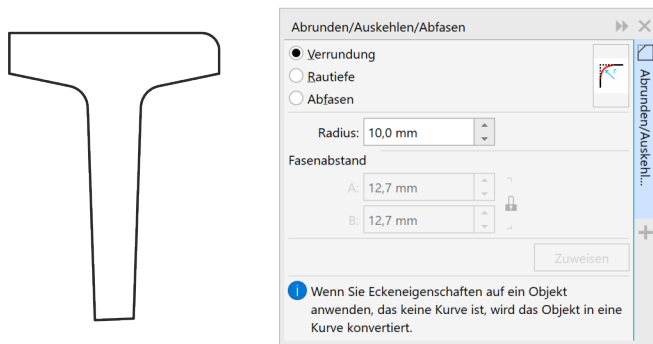 Abrunden/Auskehlen/Abfasen
Verrundung
Rautiefe
Abfasen
Radius: 10,0 mm
Fasenabstand
A: 12,7 mm
B: 12,7 mm
Zuweisen
Wenn Sie Eckeneigenschaften auf ein Objekt
anwenden, das keine Kurve ist, wird das Objekt in eine
Kurve konvertiert.
Abrunden/Auskehl...